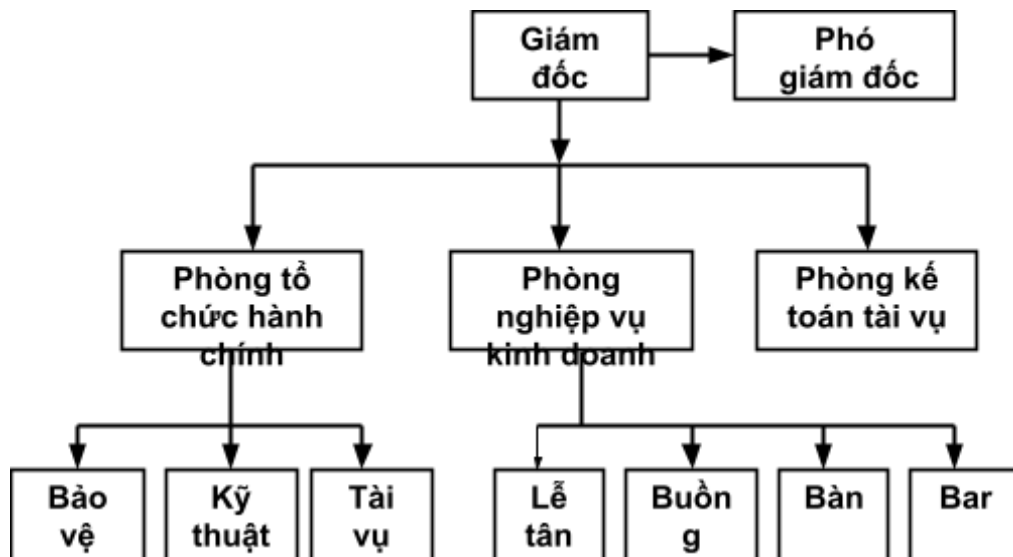 Giám
đốc
Phó
giám đốc
Phòng tổ
chức hành
chính
Phòng
nghiệp vụ
kinh doanh
Phòng kế
toán tài vụ
Bảo
vệ
Kỹ
thuật
Tài
vụ
Lễ
tân
Buồn
g
Bàn
Bar